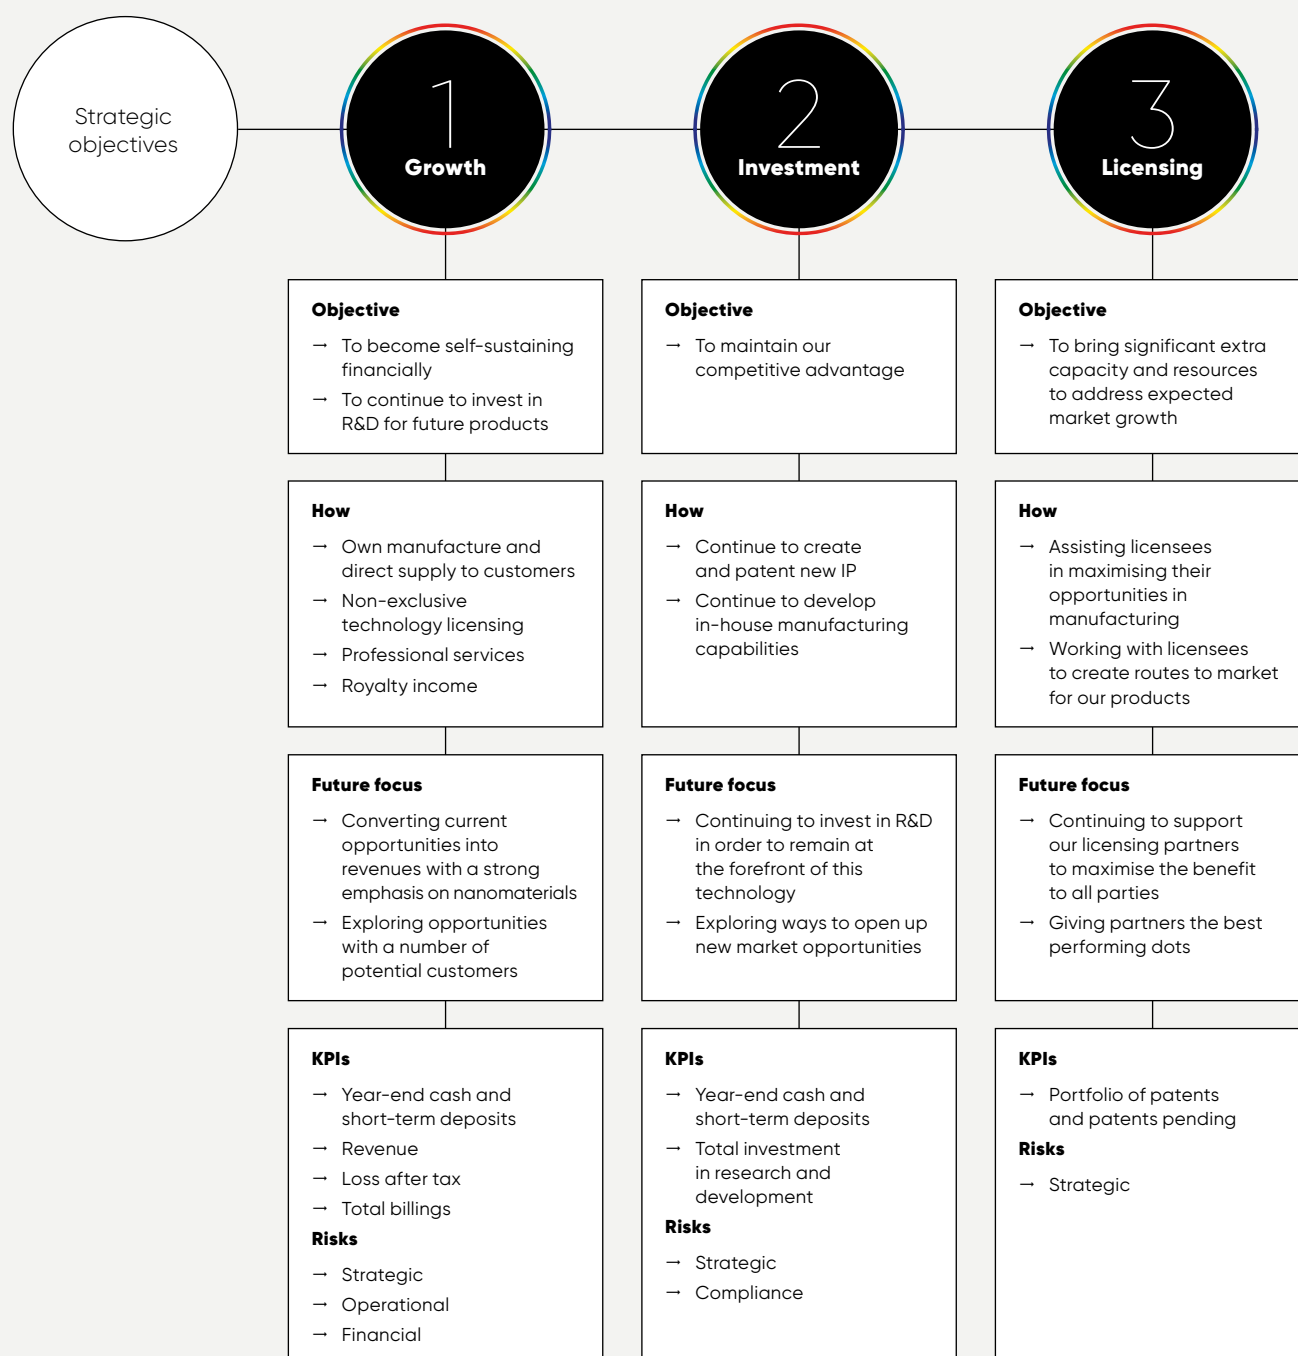 Strategic
objectives
1
Growth
2
Investment
3
Licensing
Objective
→ To become self-sustaining
financially
→ To continue to invest in
R&D for future products
How
→ Own manufacture and
direct supply to customers
→ Non-exclusive
technology licensing
→ Professional services
→ Royalty income
Future focus
→ Converting current
opportunities into
revenues with a strong
emphasis on nanomaterials
→ Exploring opportunities
with a number of
potential customers
KPIs
→ Year-end cash and
short-term deposits
→ Revenue
→ Loss after tax
→ Total billings
Risks
→ Strategic
→ Operational
→ Financial
Objective
→ To maintain our
competitive advantage
How
→ Continue to create
and patent new IP
→ Continue to develop
in-house manufacturing
capabilities
Future focus
→ Continuing to invest in R&D
in order to remain at
the forefront of this
technology
→ Exploring ways to open up
new market opportunities
KPIs
→ Year-end cash and
short-term deposits
→ Total investment
in research and
development
Risks
→ Strategic
→ Compliance
Objective
→ To bring significant extra
capacity and resources
to address expected
market growth
How
→ Assisting licensees
in maximising their
opportunities in
manufacturing
→ Working with licensees
to create routes to market
for our products
Future focus
→ Continuing to support
our licensing partners
to maximise the benefit
to all parties
→ Giving partners the best
performing dots
KPIs
→ Portfolio of patents
and patents pending
Risks
→ Strategic